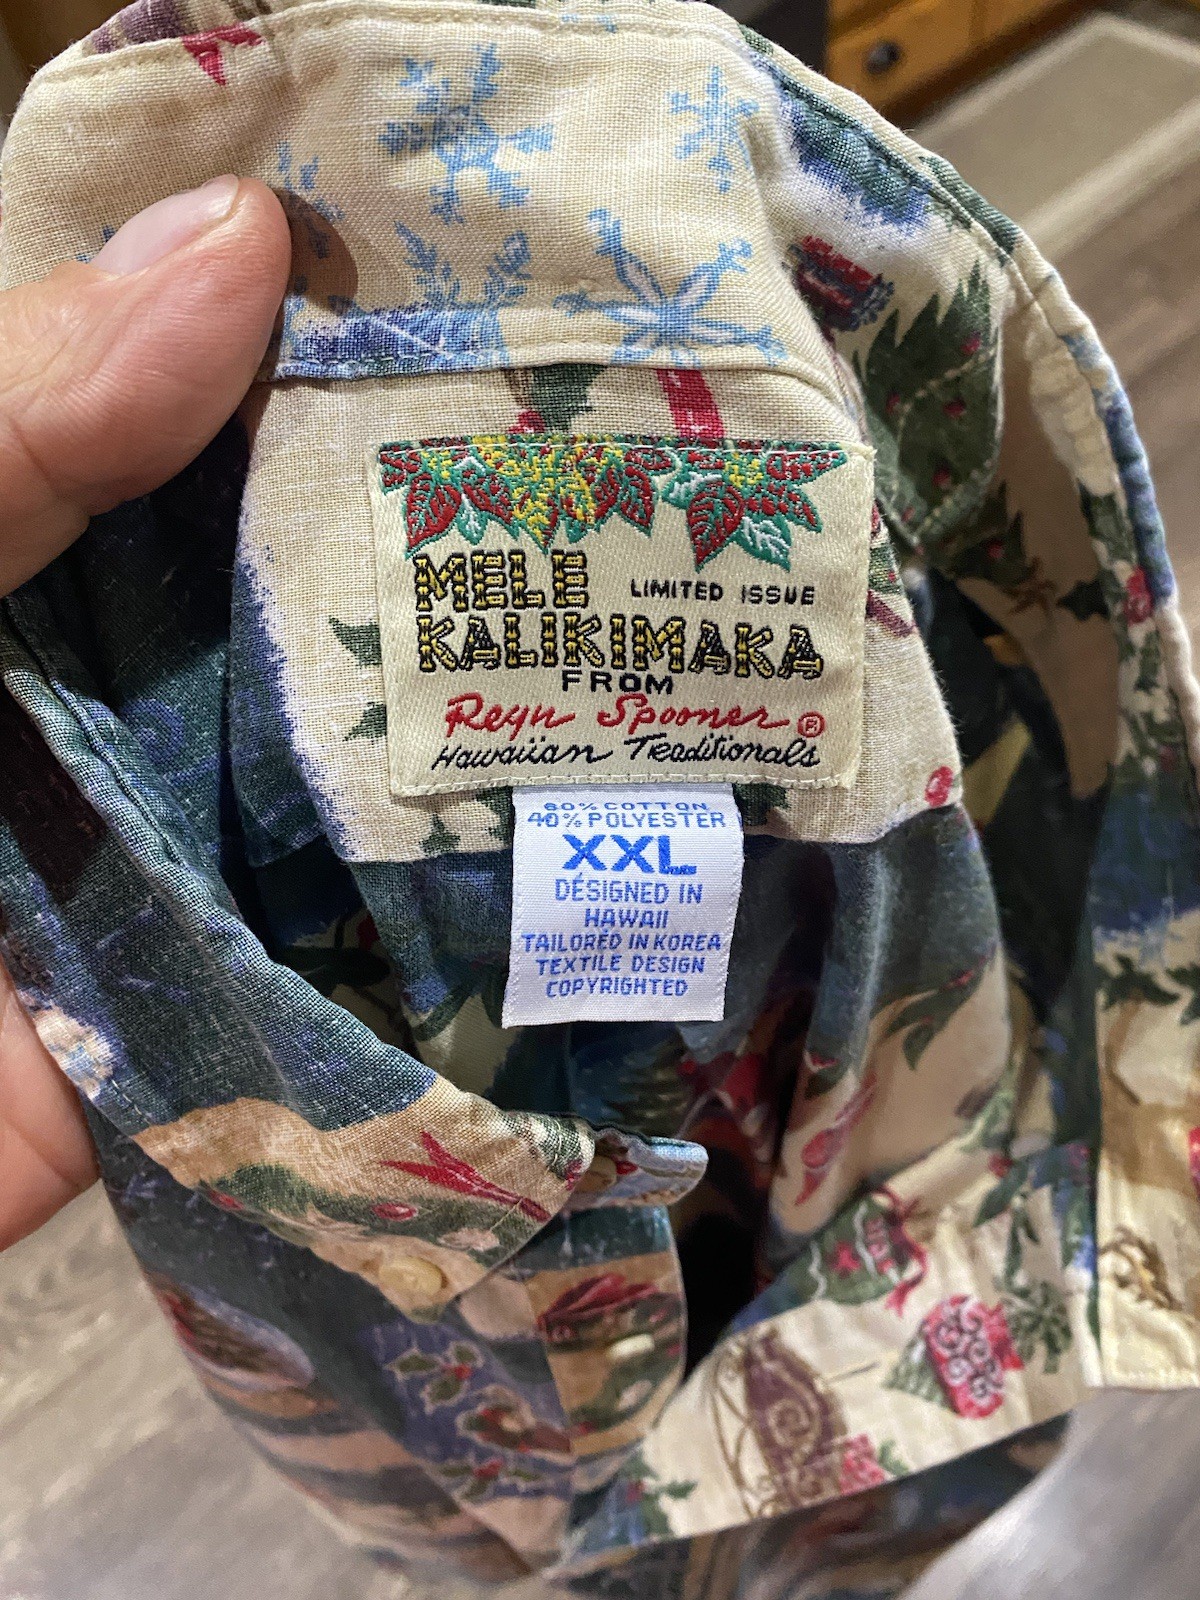 MELE LIMITED ISSUE
KALIKIMAKA
FROM
Reyn Spooner ®
Hawaiian Traditionals
60% COTTON
40% POLYESTER
XXL
DESIGNED IN
HAWAII
TAILORED IN KOREA
TEXTILE DESIGN
COPYRIGHTED